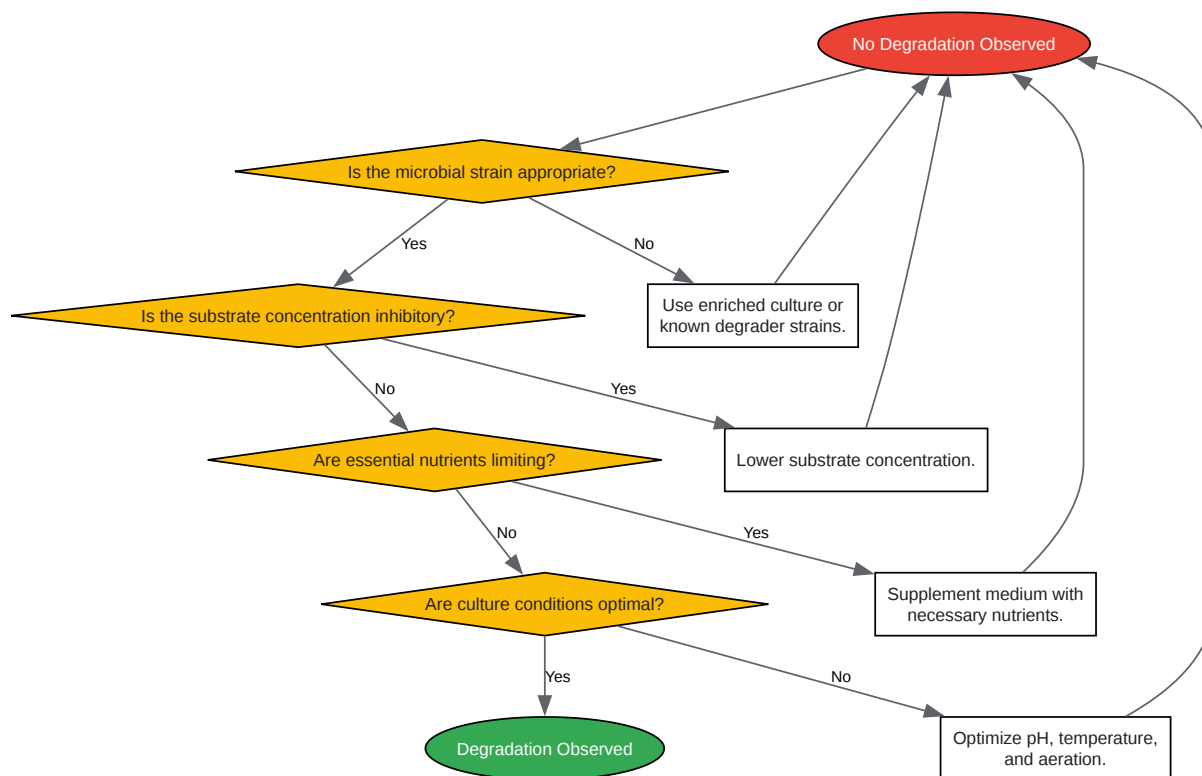 No Degradation Observed
Is the microbial strain appropriate?
Yes
No
Is the substrate concentration inhibitory?
Use enriched culture or
known degrader strains.
No
Yes
Are essential nutrients limiting?
Lower substrate concentration.
No
Yes
Are culture conditions optimal?
Supplement medium with
necessary nutrients.
Yes
No
Degradation Observed
Optimize pH, temperature,
and aeration.